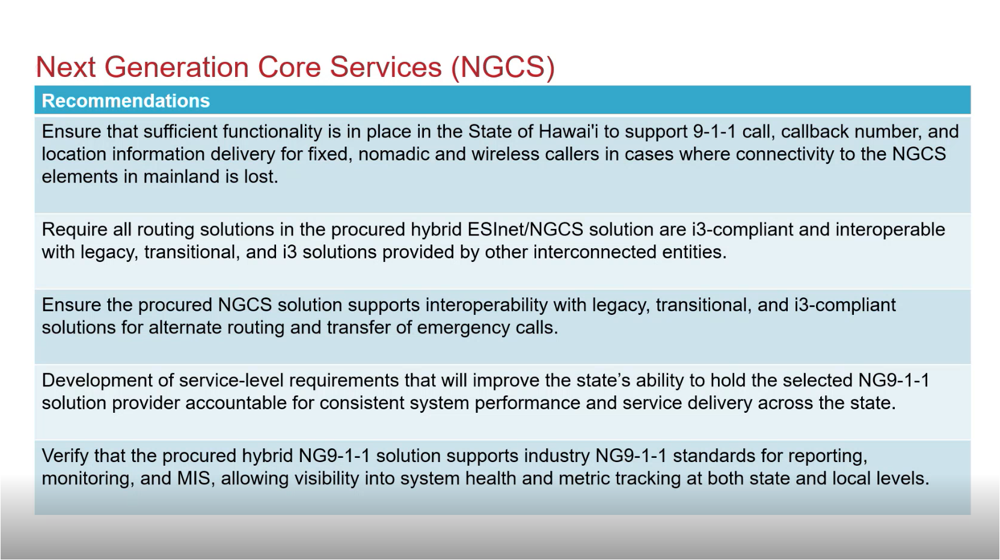 Next Generation Core Services (NGCS)
Recommendations
Ensure that sufficient functionality is in place in the State of Hawai'i to support 9-1-1 call, callback number, and
location information delivery for fixed, nomadic and wireless callers in cases where connectivity to the NGCS
elements in mainland is lost.
Require all routing solutions in the procured hybrid ESInet/NGCS solution are i3-compliant and interoperable
with legacy, transitional, and i3 solutions provided by other interconnected entities.
Ensure the procured NGCS solution supports interoperability with legacy, transitional, and i3-compliant
solutions for alternate routing and transfer of emergency calls.
Development of service-level requirements that will improve the state’s ability to hold the selected NG9-1-1
solution provider accountable for consistent system performance and service delivery across the state.
Verify that the procured hybrid NG9-1-1 solution supports industry NG9-1-1 standards for reporting,
monitoring, and MIS, allowing visibility into system health and metric tracking at both state and local levels.